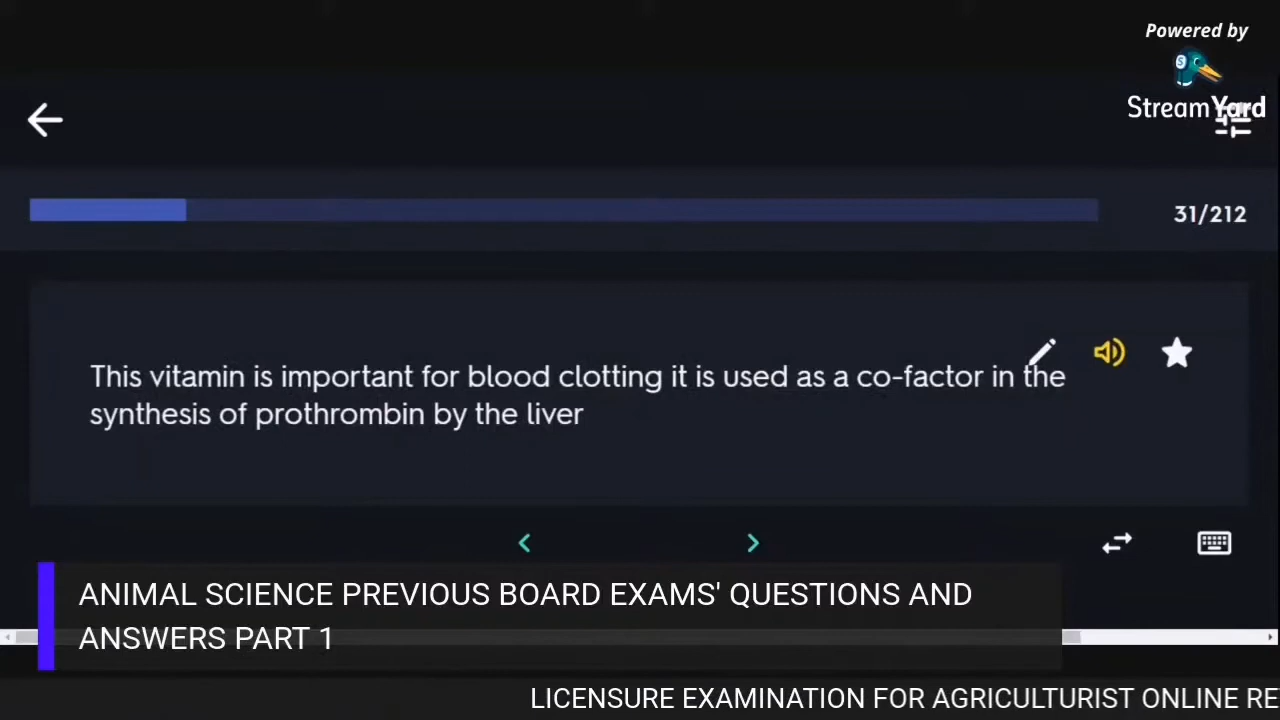 Powered by
StreamYard
31/212
This vitamin is important for blood clotting it is used as a co-factor in the
synthesis of prothrombin by the liver
ANIMAL SCIENCE PREVIOUS BOARD EXAMS' QUESTIONS AND
ANSWERS PART 1
LICENSURE EXAMINATION FOR AGRICULTURIST ONLINE RE